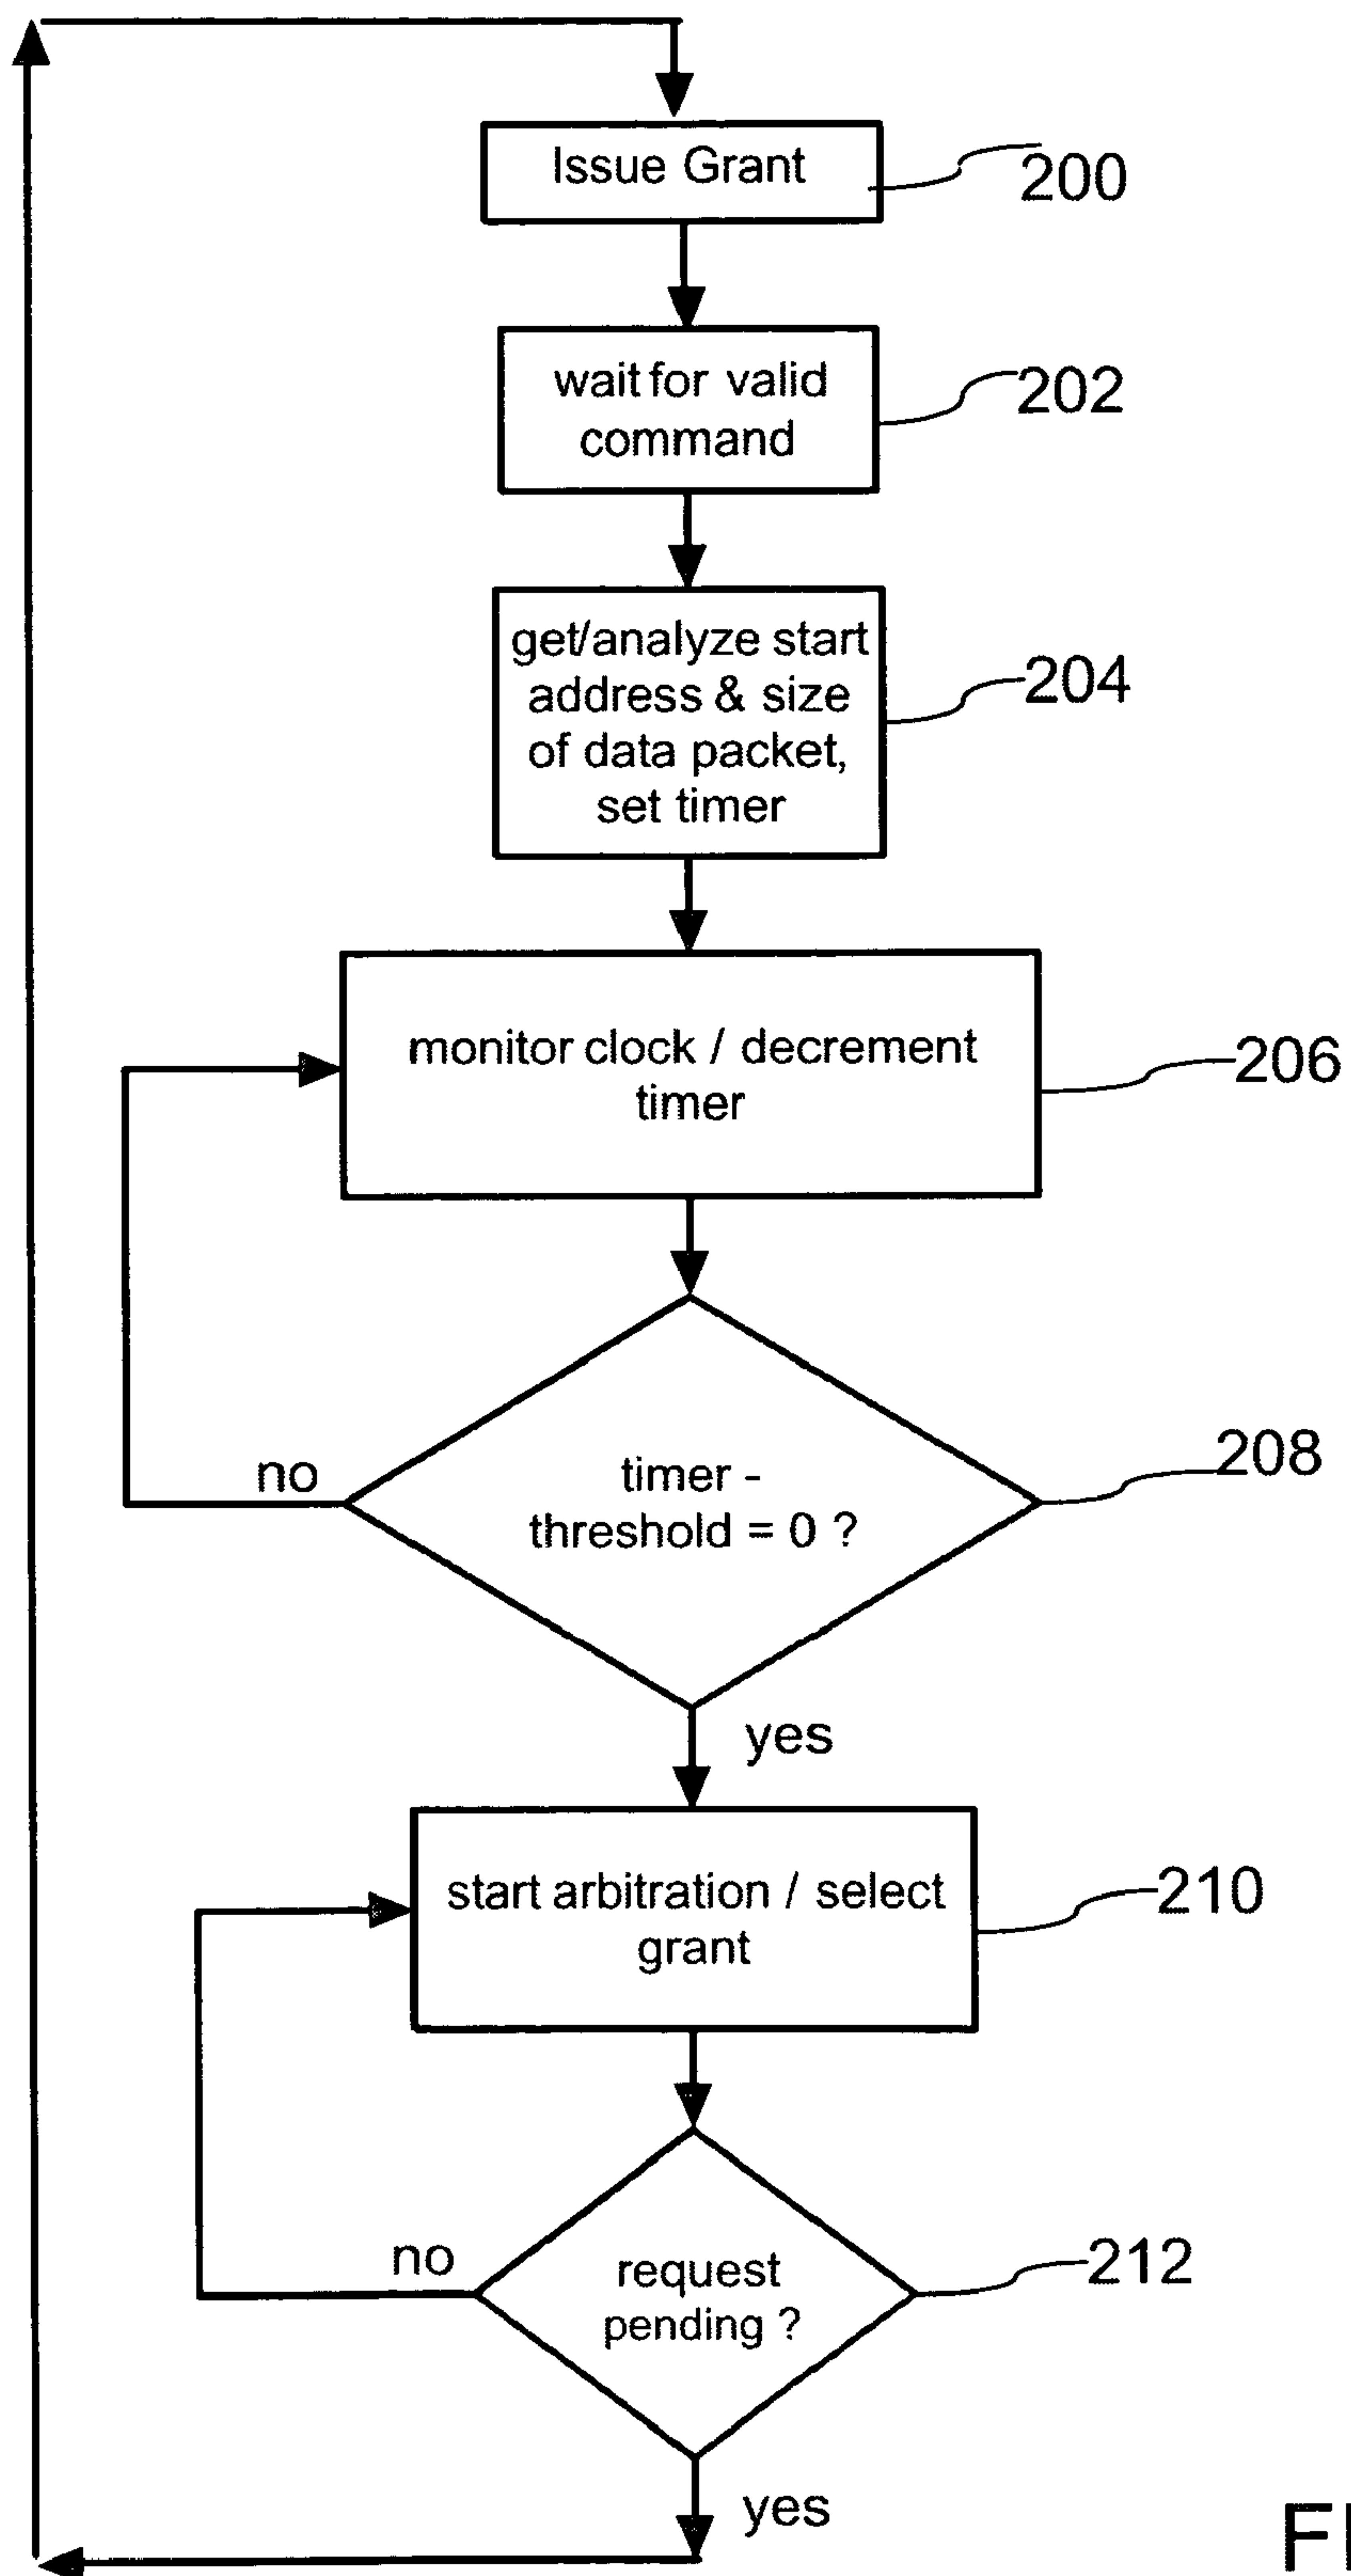 Issue Grant
200
wait for valid
command
202
get/analyze start
address & size
of data packet,
set timer
204
monitor clock / decrement
timer
206
timer -
threshold = 0 ?
208
no
yes
start arbitration / select
grant
210
request
pending ?
212
no
yes